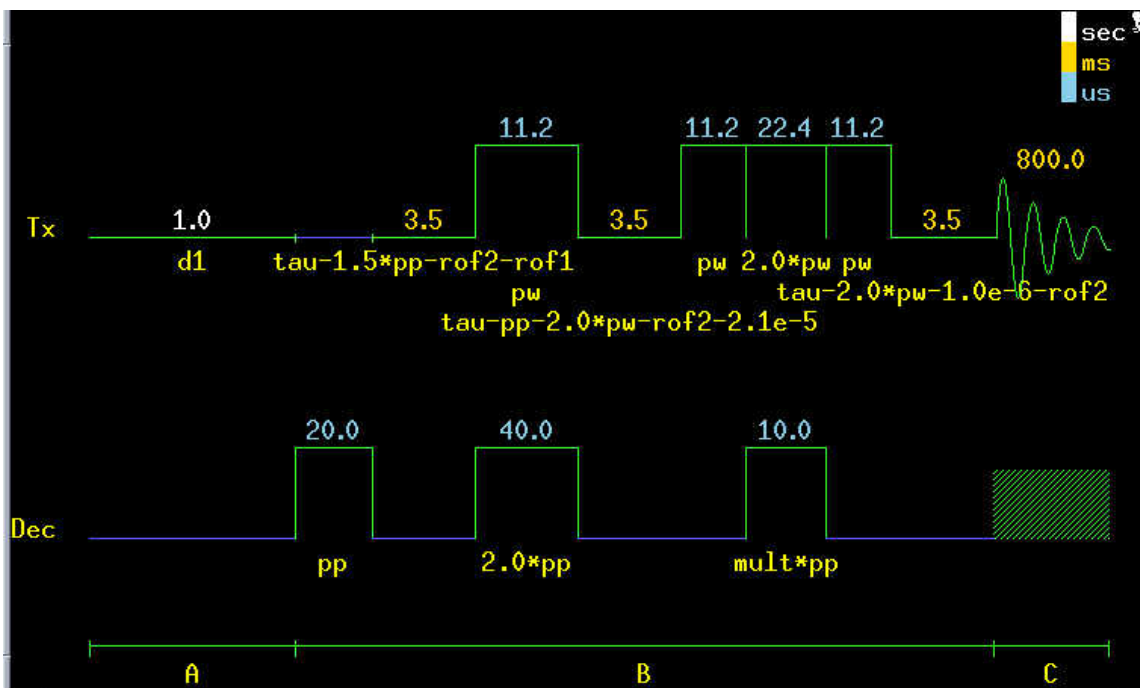 sec
ms
us
11.2 11.2 22.4 11.2
800.0
Tx 1.0 3.5 3.5 3.5
d1 tau-1.5*pp-rof2-rof1 pw 2.0*pw pw
pw tau-2.0*pw-1.0e-6-rof2
tau-pp-2.0*pw-rof2-2.1e-5
20.0 40.0 10.0
Dec
pp 2.0*pp mult*pp
A B C